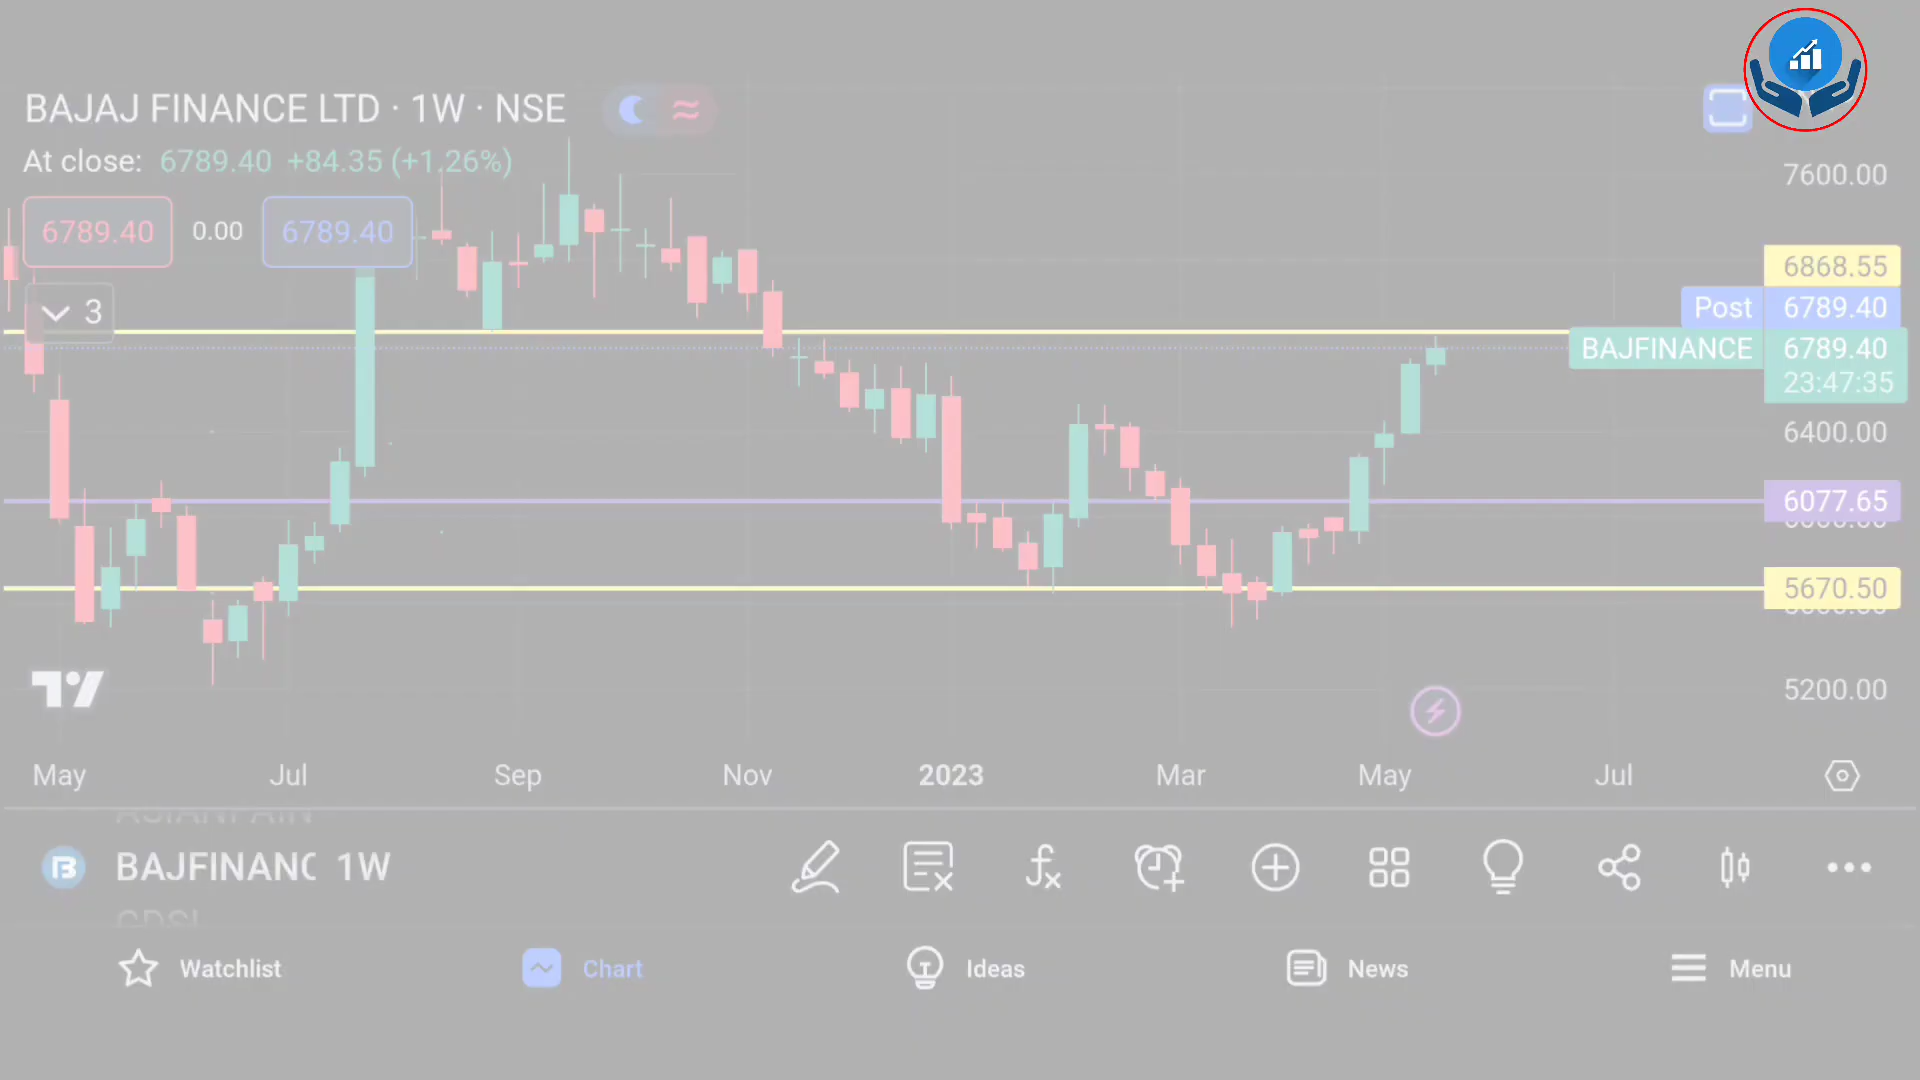 BAJAJ FINANCE LTD · 1W · NSE
At close: 6789.40 +84.35 (+1.26%)
6789.40 0.00 6789.40
3
7600.00
6868.55
Post 6789.40
BAJFINANCE 6789.40
23:47:35
6400.00
6077.65
5670.50
5200.00
May Jul Sep Nov 2023 Mar May Jul
BAJFINANC 1W
Watchlist Chart Ideas News Menu